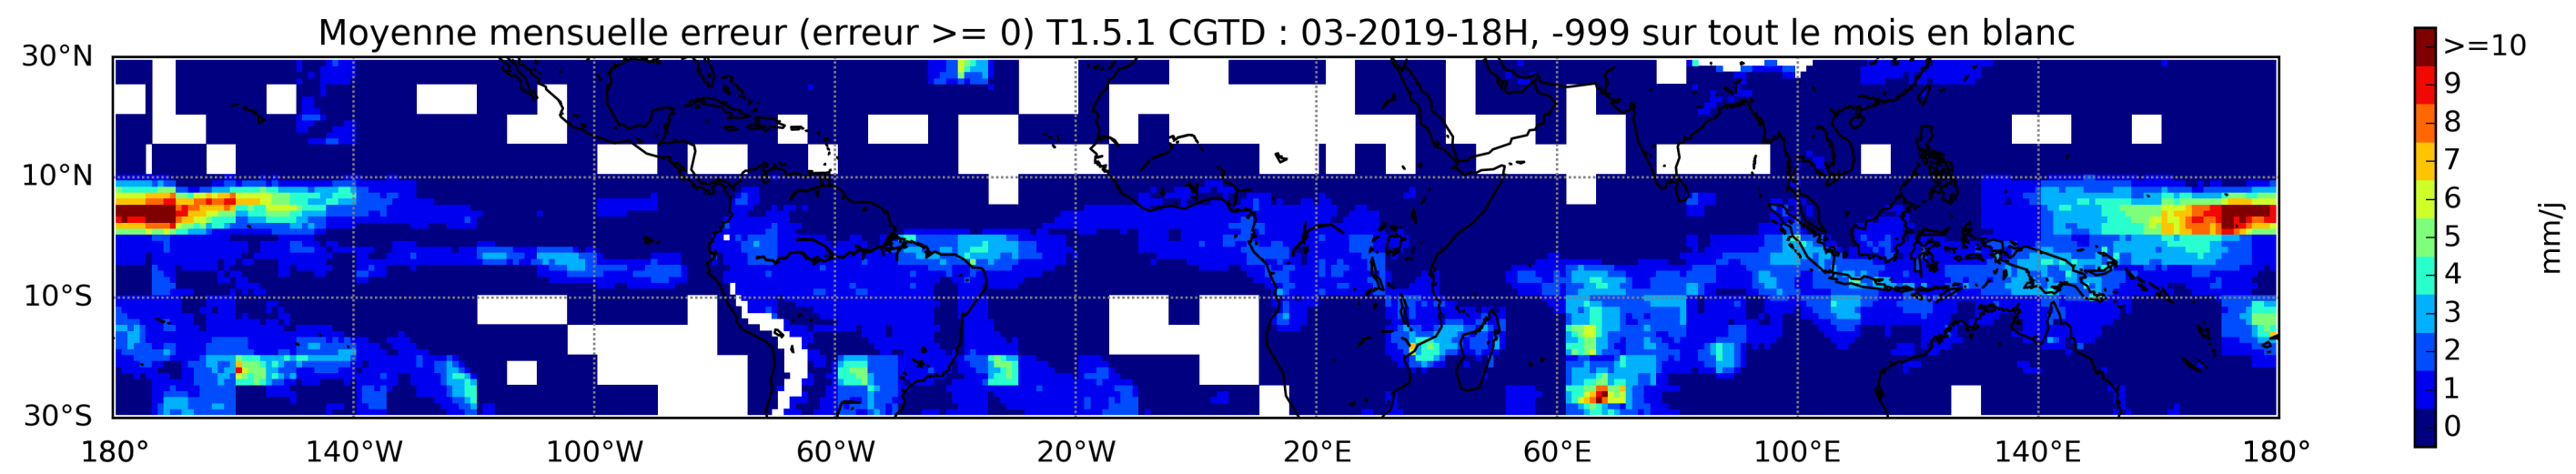 Moyenne mensuelle erreur (erreur >= 0) T1.5.1 CGTD : 03-2019-18H, -999 sur tout le mois en blanc
30°N
10°N
10°S
30°S
180° 140°W 100°W 60°W 20°W 20°E 60°E 100°E 140°E 180°
>=10
9
8
7
6
5
4
3
2
1
0
mm/j